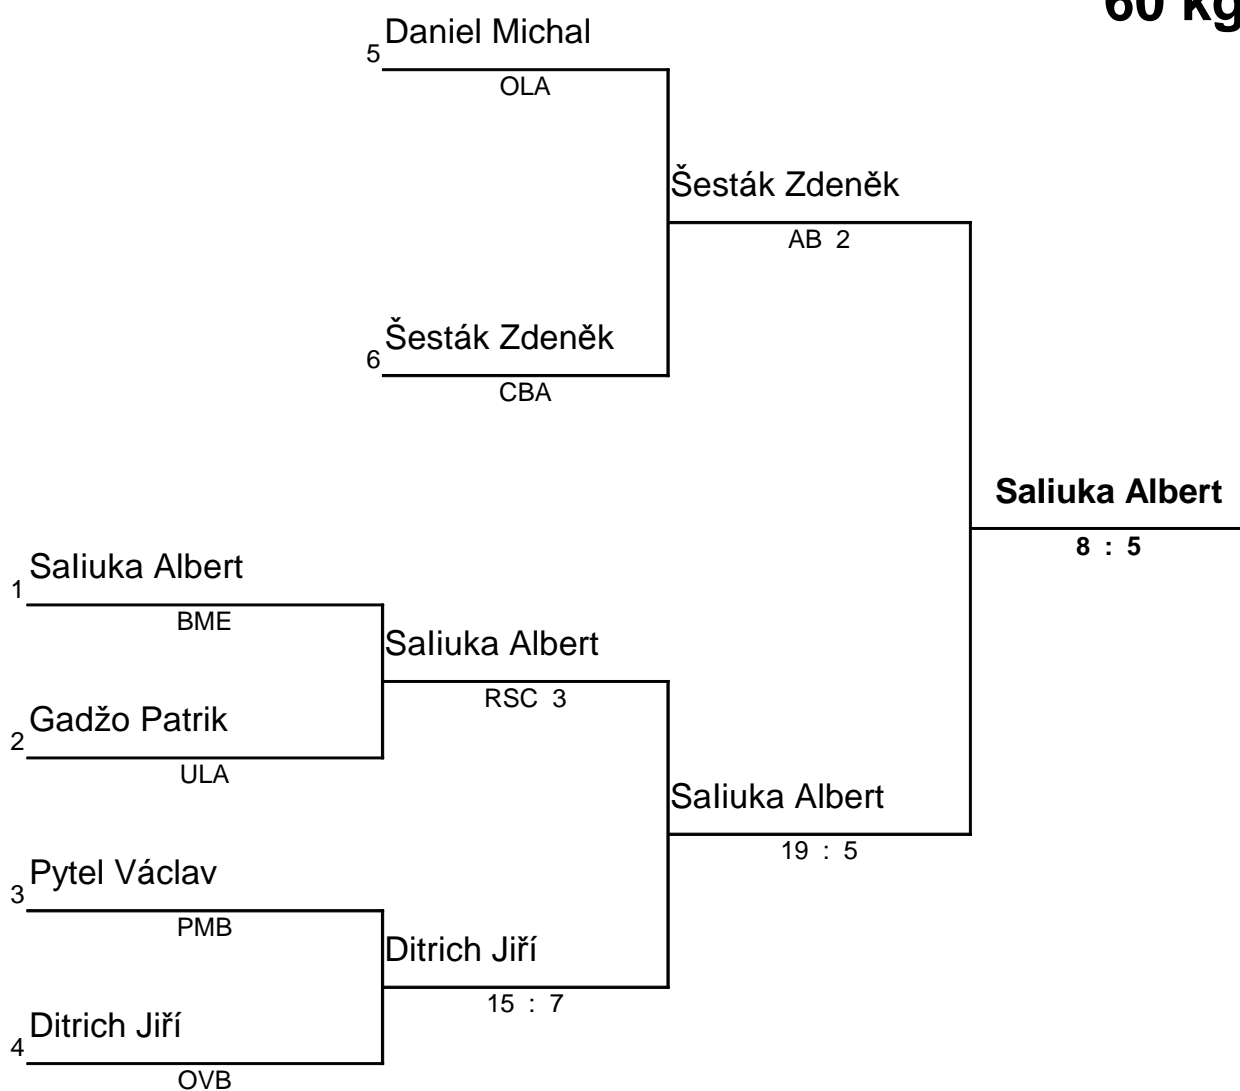 60 kg
Daniel Michal
5
OLA
Šesták Zdeněk
AB 2
Šesták Zdeněk
6
CBA
Saliuka Albert
8 : 5
Saliuka Albert
1
BME
Saliuka Albert
RSC 3
Gadžo Patrik
2
ULA
Saliuka Albert
19 : 5
Pytel Václav
3
PMB
Ditrich Jiří
15 : 7
Ditrich Jiří
4
OVB